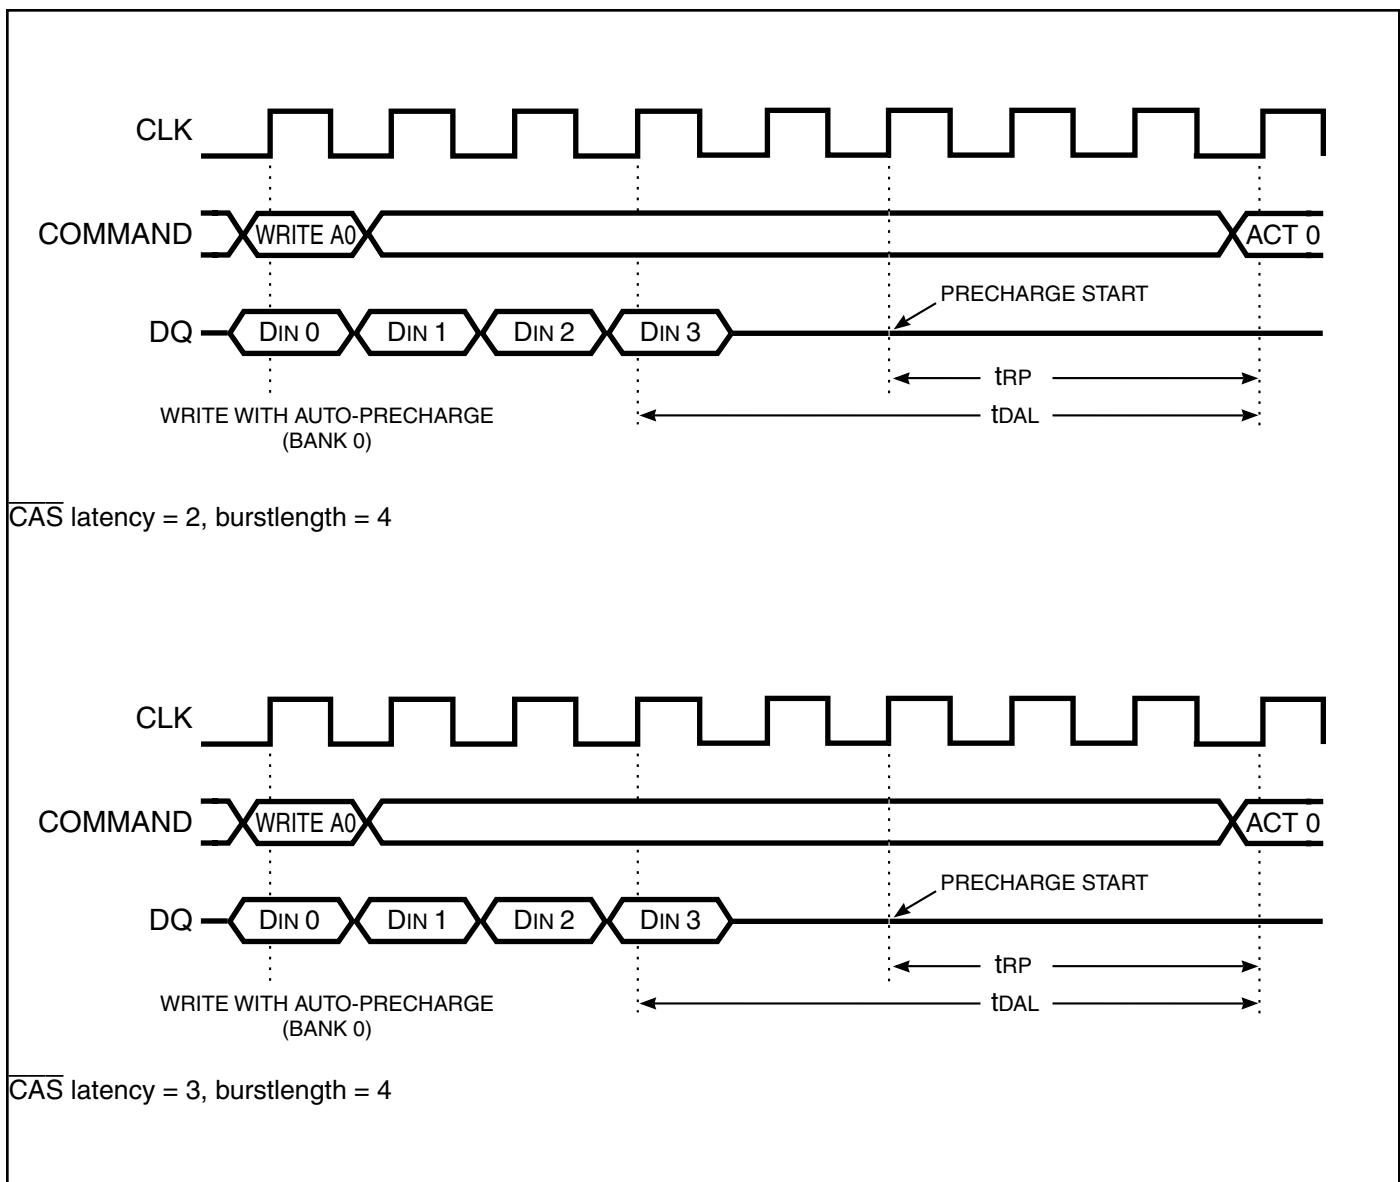 CLK
COMMAND WRITE A0 ACT 0
PRECHARGE START
DQ DIN 0 DIN 1 DIN 2 DIN 3
tRP
WRITE WITH AUTO-PRECHARGE tDAL
(BANK 0)
CAS latency = 2, burstlength = 4
CLK
COMMAND WRITE A0 ACT 0
PRECHARGE START
DQ DIN 0 DIN 1 DIN 2 DIN 3
tRP
WRITE WITH AUTO-PRECHARGE tDAL
(BANK 0)
CAS latency = 3, burstlength = 4